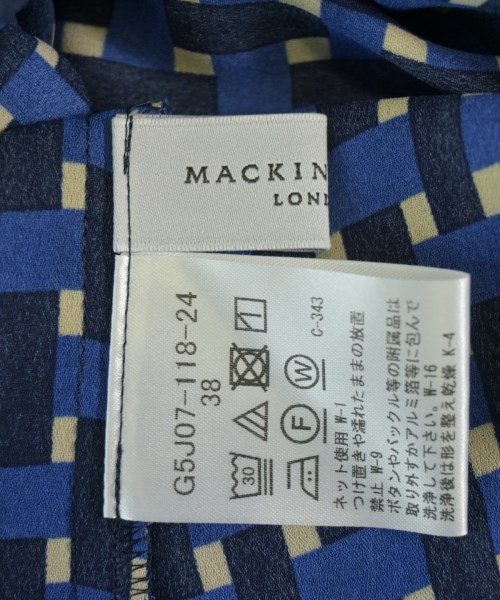 MACKIN
LON
G5J07-118-24
38
30
F
W
C-343
ネット使用 W-1
つけ置きや濡れたままの放置
禁止 W-9
ボタンやバックル等の附属品は
取り外すかアルミ箔等に包んで
洗浄して下さい。W-16
洗浄後は形を整え乾燥 K-4